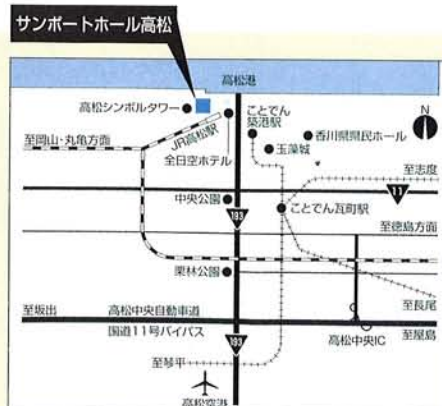 サンポートホール高松
高松港
高松シンボルタワー
JR高松駅
ことでん
築港駅
香川県県民ホール
玉藻城
N
至岡山・丸亀方面
全日空ホテル
至志度
11
中央公園
193
ことでん瓦町駅
至徳島方面
栗林公園
至坂出
高松中央自動車道
国道11号バイパス
至長尾
至屋島
193
高松中央IC
至琴平
高松空港